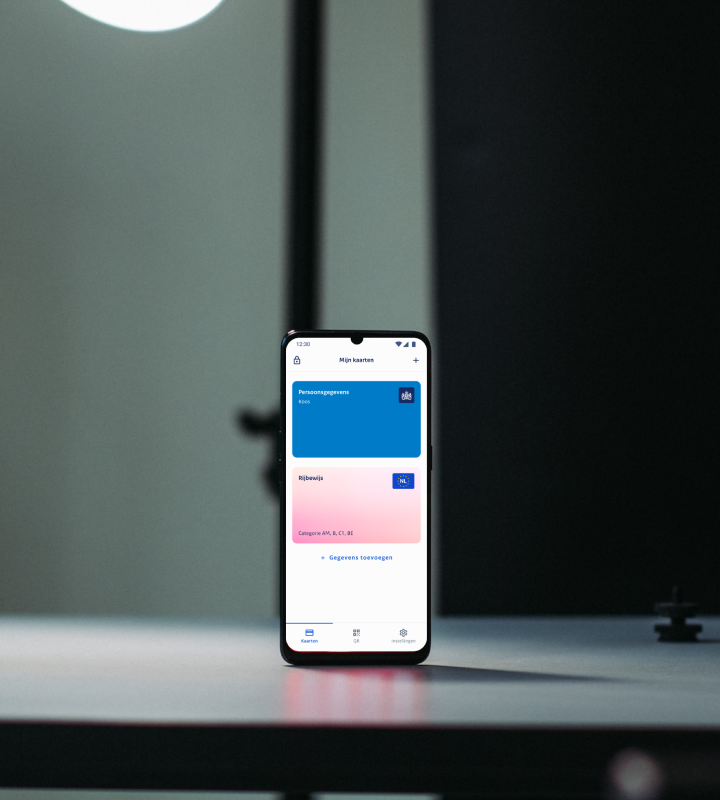 12:30
Mijn kaarten
Persoonsgegevens
Koos
Rijbewijs
NL
Categorie AM, B, C1, BE
+ Gegevens toevoegen
Kaarten
QR
Instellingen